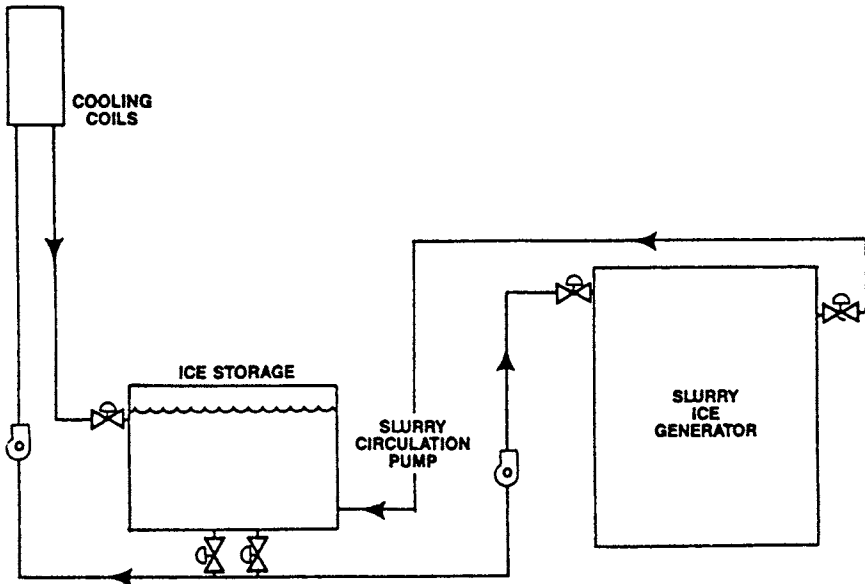 COOLING
COILS
ICE STORAGE
SLURRY
CIRCULATION
PUMP
SLURRY
ICE
GENERATOR